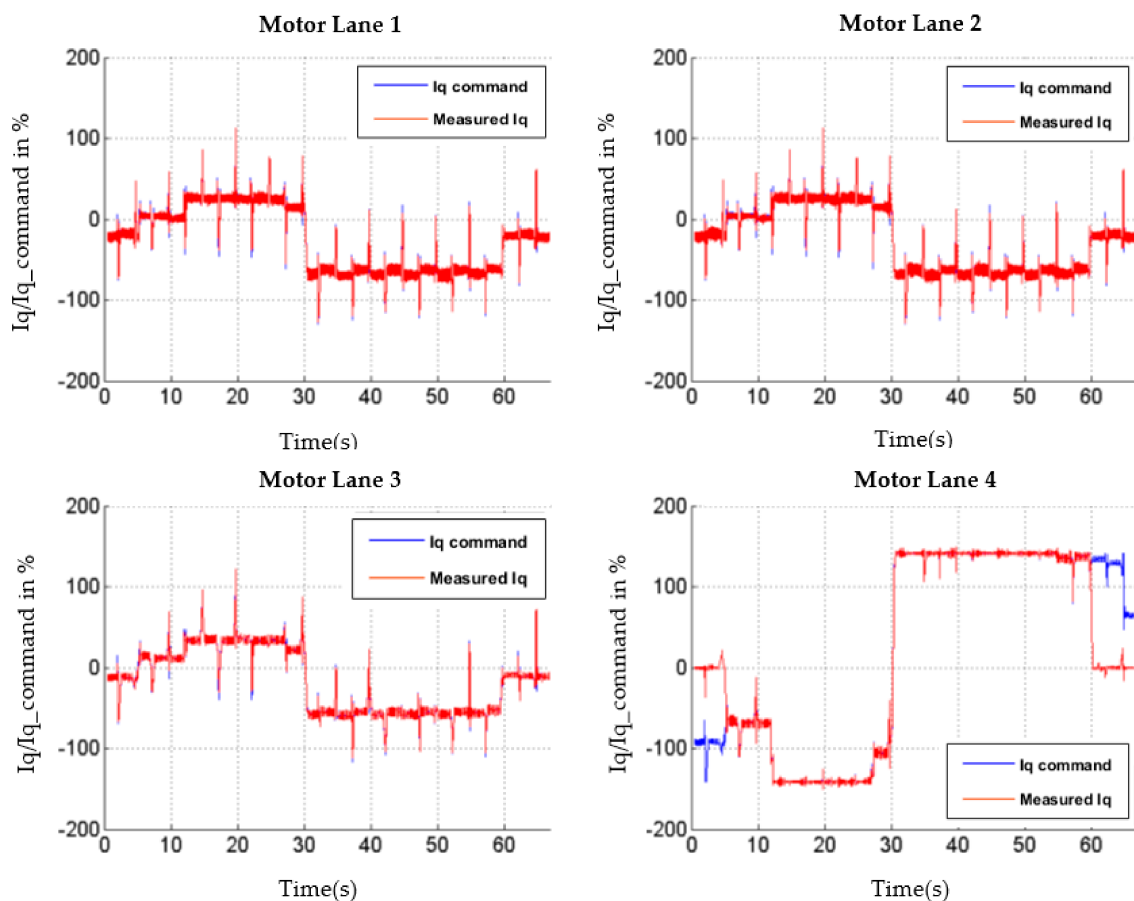 Motor Lane 1
Iq/Iq_command in %
200
100
0
-100
-200
Iq command
Measured Iq
0 10 20 30 40 50 60
Time(s)
Motor Lane 2
Iq/Iq_command in %
200
100
0
-100
-200
Iq command
Measured Iq
0 10 20 30 40 50 60
Time(s)
Motor Lane 3
Iq/Iq_command in %
200
100
0
-100
-200
Iq command
Measured Iq
0 10 20 30 40 50 60
Time(s)
Motor Lane 4
Iq/Iq_command in %
200
100
0
-100
-200
Iq command
Measured Iq
0 10 20 30 40 50 60
Time(s)